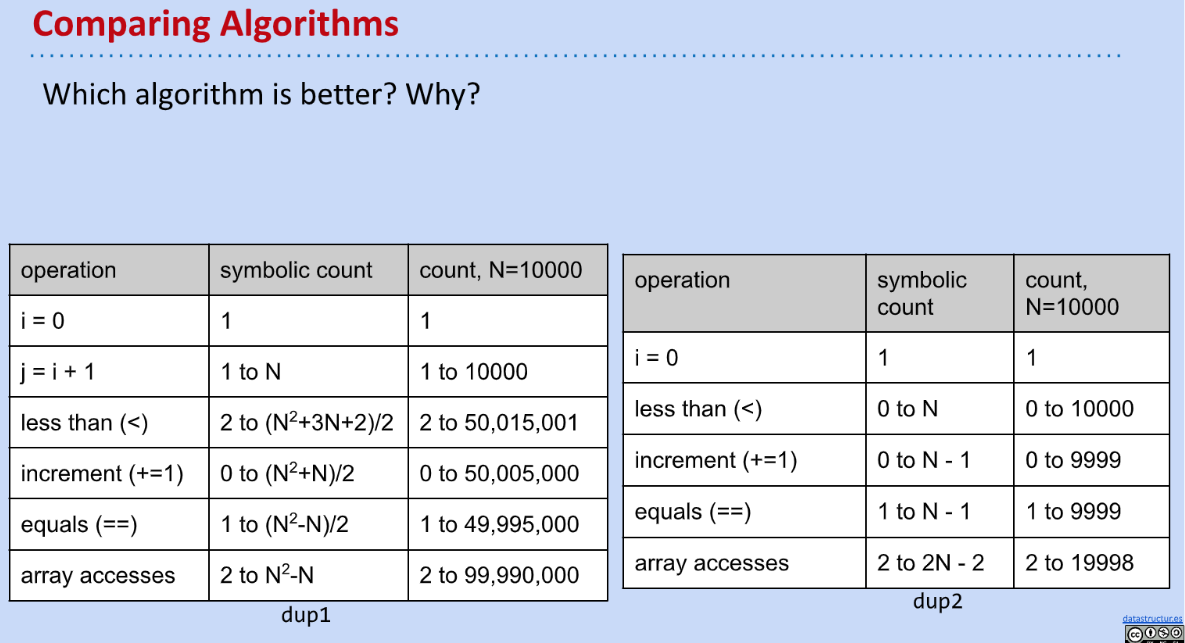 Comparing Algorithms
Which algorithm is better? Why?
operation symbolic count count, N=10000
i = 0 1 1
j = i + 1 1 to N 1 to 10000
less than (<) 2 to (N²+3N+2)/2 2 to 50,015,001
increment (+=1) 0 to (N²+N)/2 0 to 50,005,000
equals (==) 1 to (N²-N)/2 1 to 49,995,000
array accesses 2 to N²-N 2 to 99,990,000
dup1
operation symbolic count count, N=10000
i = 0 1 1
less than (<) 0 to N 0 to 10000
increment (+=1) 0 to N - 1 0 to 9999
equals (==) 1 to N - 1 1 to 9999
array accesses 2 to 2N - 2 2 to 19998
dup2
datastructur.es
cc